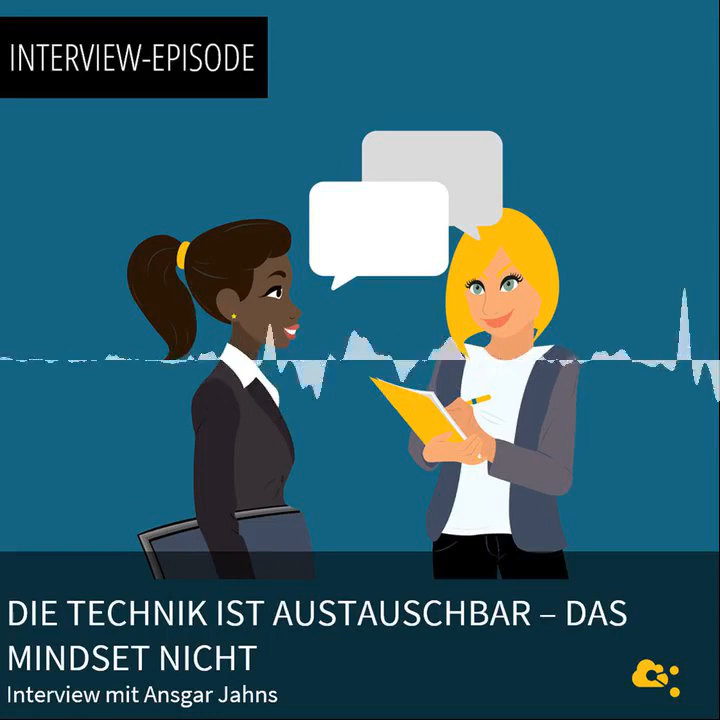 INTERVIEW-EPISODE
DIE TECHNIK IST AUSTAUSCHBAR – DAS
MINDSET NICHT
Interview mit Ansgar Jahns